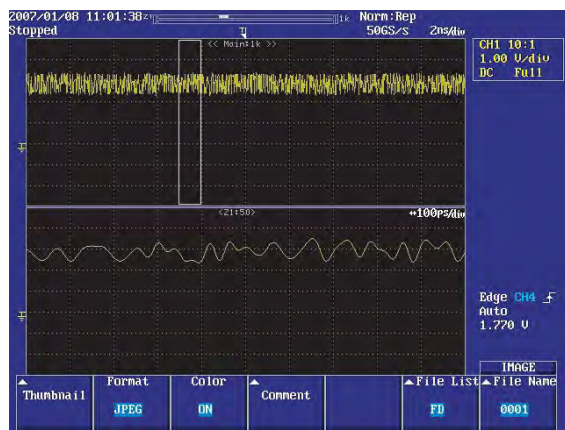 2007/01/08 11:01:38
1k Norm:Rep
Stopped
50GS/s 2ns/div
<< Main:1k >>
CH1 10:1
1.00 V/div
DC Full
<Z1:50>
↔100ps/div
Edge CH4
Auto
1.770 V
IMAGE
Thumbnail
Format
JPEG
Color
ON
Comment
File List
FD
File Name
0001